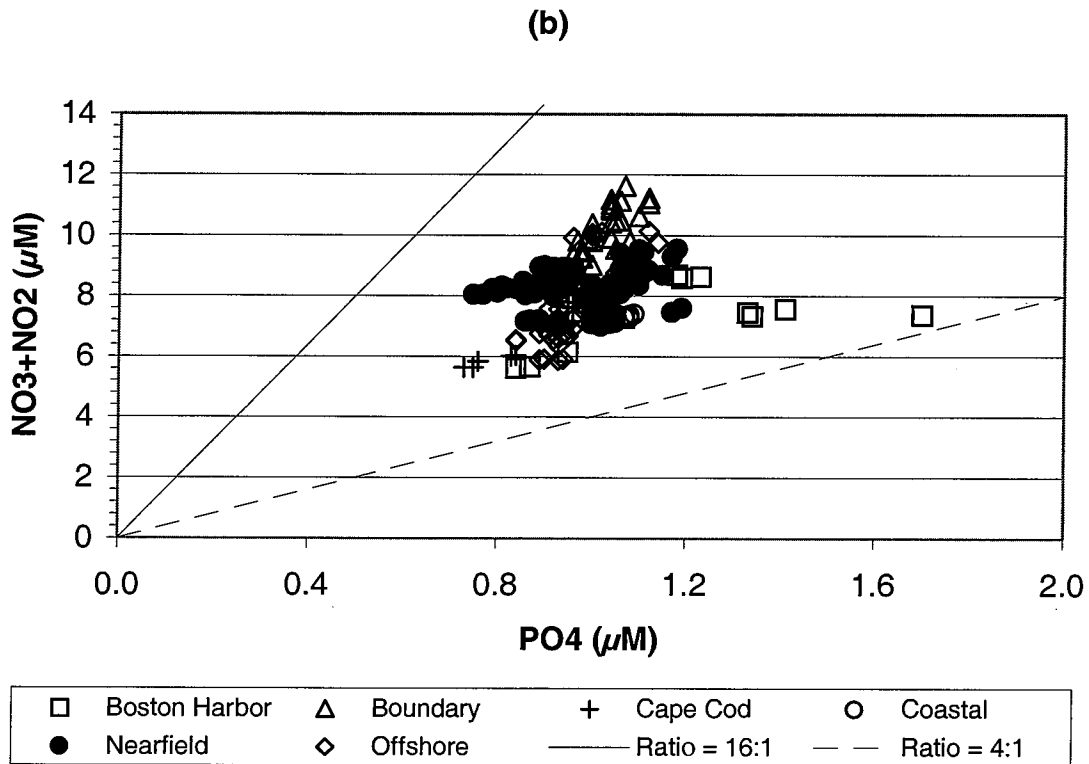 (b)
14
12
10
8
6
4
2
0
NO3+NO2 (µM)
0.0 0.4 0.8 1.2 1.6 2.0
PO4 (µM)
Boston Harbor Boundary Cape Cod Coastal
Nearfield Offshore Ratio = 16:1 Ratio = 4:1